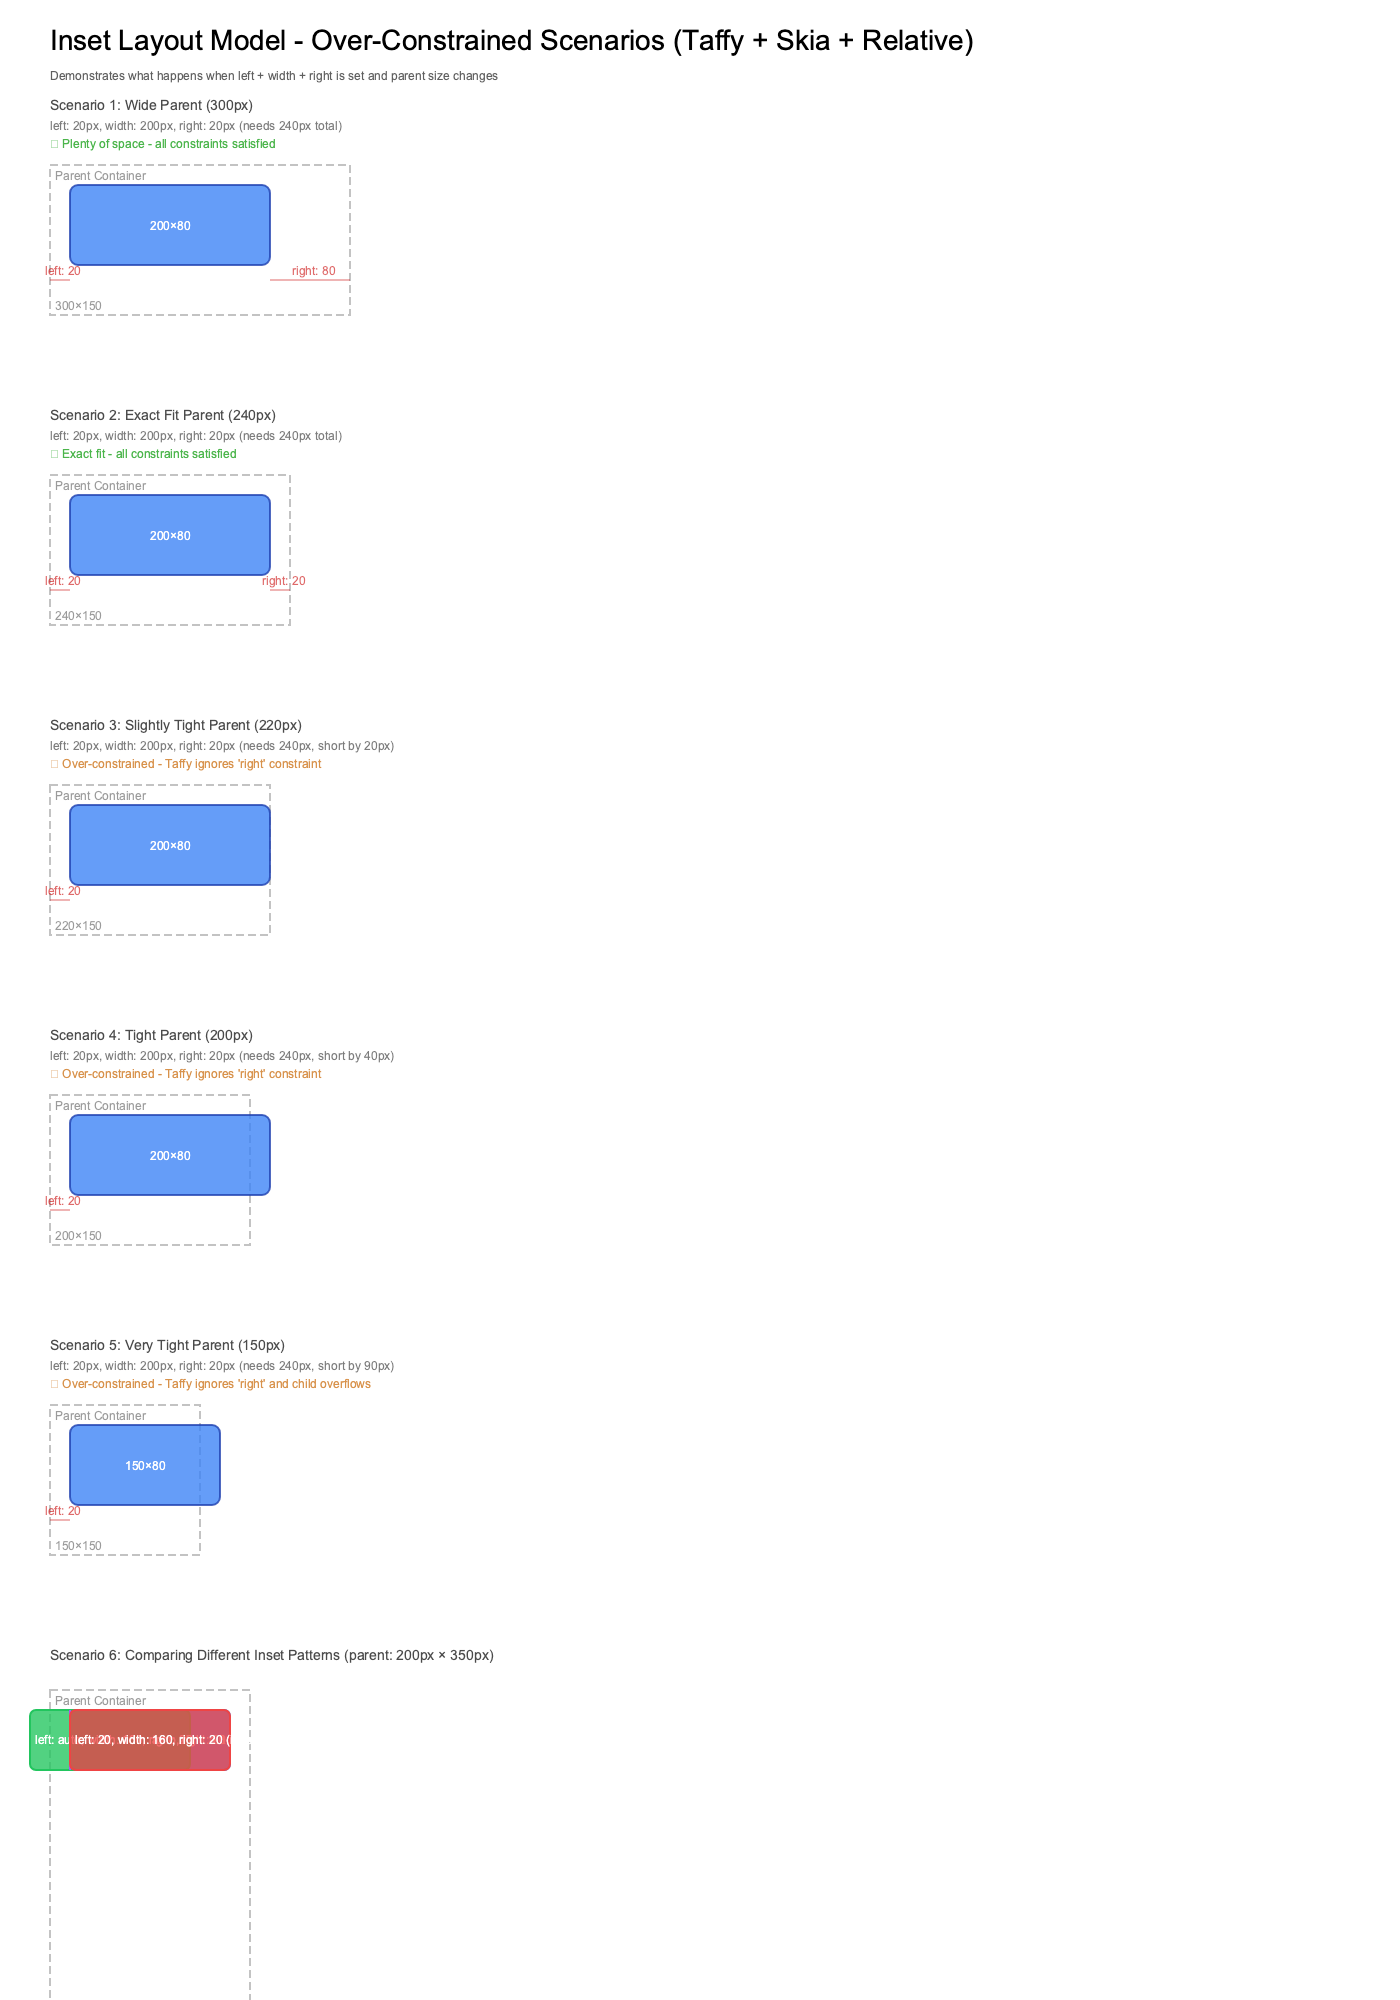 Inset Layout Model - Over-Constrained Scenarios (Taffy + Skia + Relative)
Demonstrates what happens when left + width + right is set and parent size changes
Scenario 1: Wide Parent (300px)
left: 20px, width: 200px, right: 20px (needs 240px total)
Plenty of space - all constraints satisfied
Parent Container
200×80
left: 20
right: 80
300×150
Scenario 2: Exact Fit Parent (240px)
left: 20px, width: 200px, right: 20px (needs 240px total)
Exact fit - all constraints satisfied
Parent Container
200×80
left: 20
right: 20
240×150
Scenario 3: Slightly Tight Parent (220px)
left: 20px, width: 200px, right: 20px (needs 240px, short by 20px)
Over-constrained - Taffy ignores 'right' constraint
Parent Container
200×80
left: 20
220×150
Scenario 4: Tight Parent (200px)
left: 20px, width: 200px, right: 20px (needs 240px, short by 40px)
Over-constrained - Taffy ignores 'right' constraint
Parent Container
200×80
left: 20
200×150
Scenario 5: Very Tight Parent (150px)
left: 20px, width: 200px, right: 20px (needs 240px, short by 90px)
Over-constrained - Taffy ignores 'right' and child overflows
Parent Container
150×80
left: 20
150×150
Scenario 6: Comparing Different Inset Patterns (parent: 200px × 350px)
Parent Container
left: au
left: 20, width: 160, right: 20 (